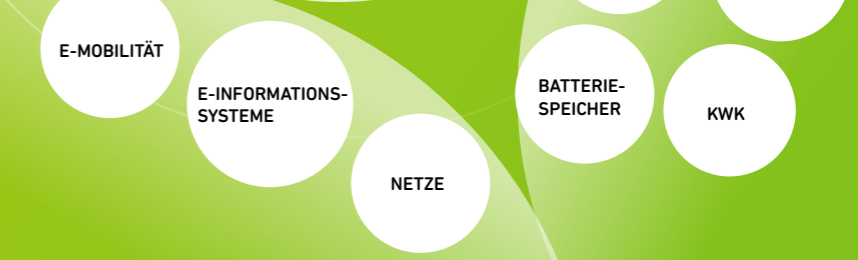 E-MOBILITÄT
E-INFORMATIONS-
SYSTEME
NETZE
BATTERIE-
SPEICHER
KWK